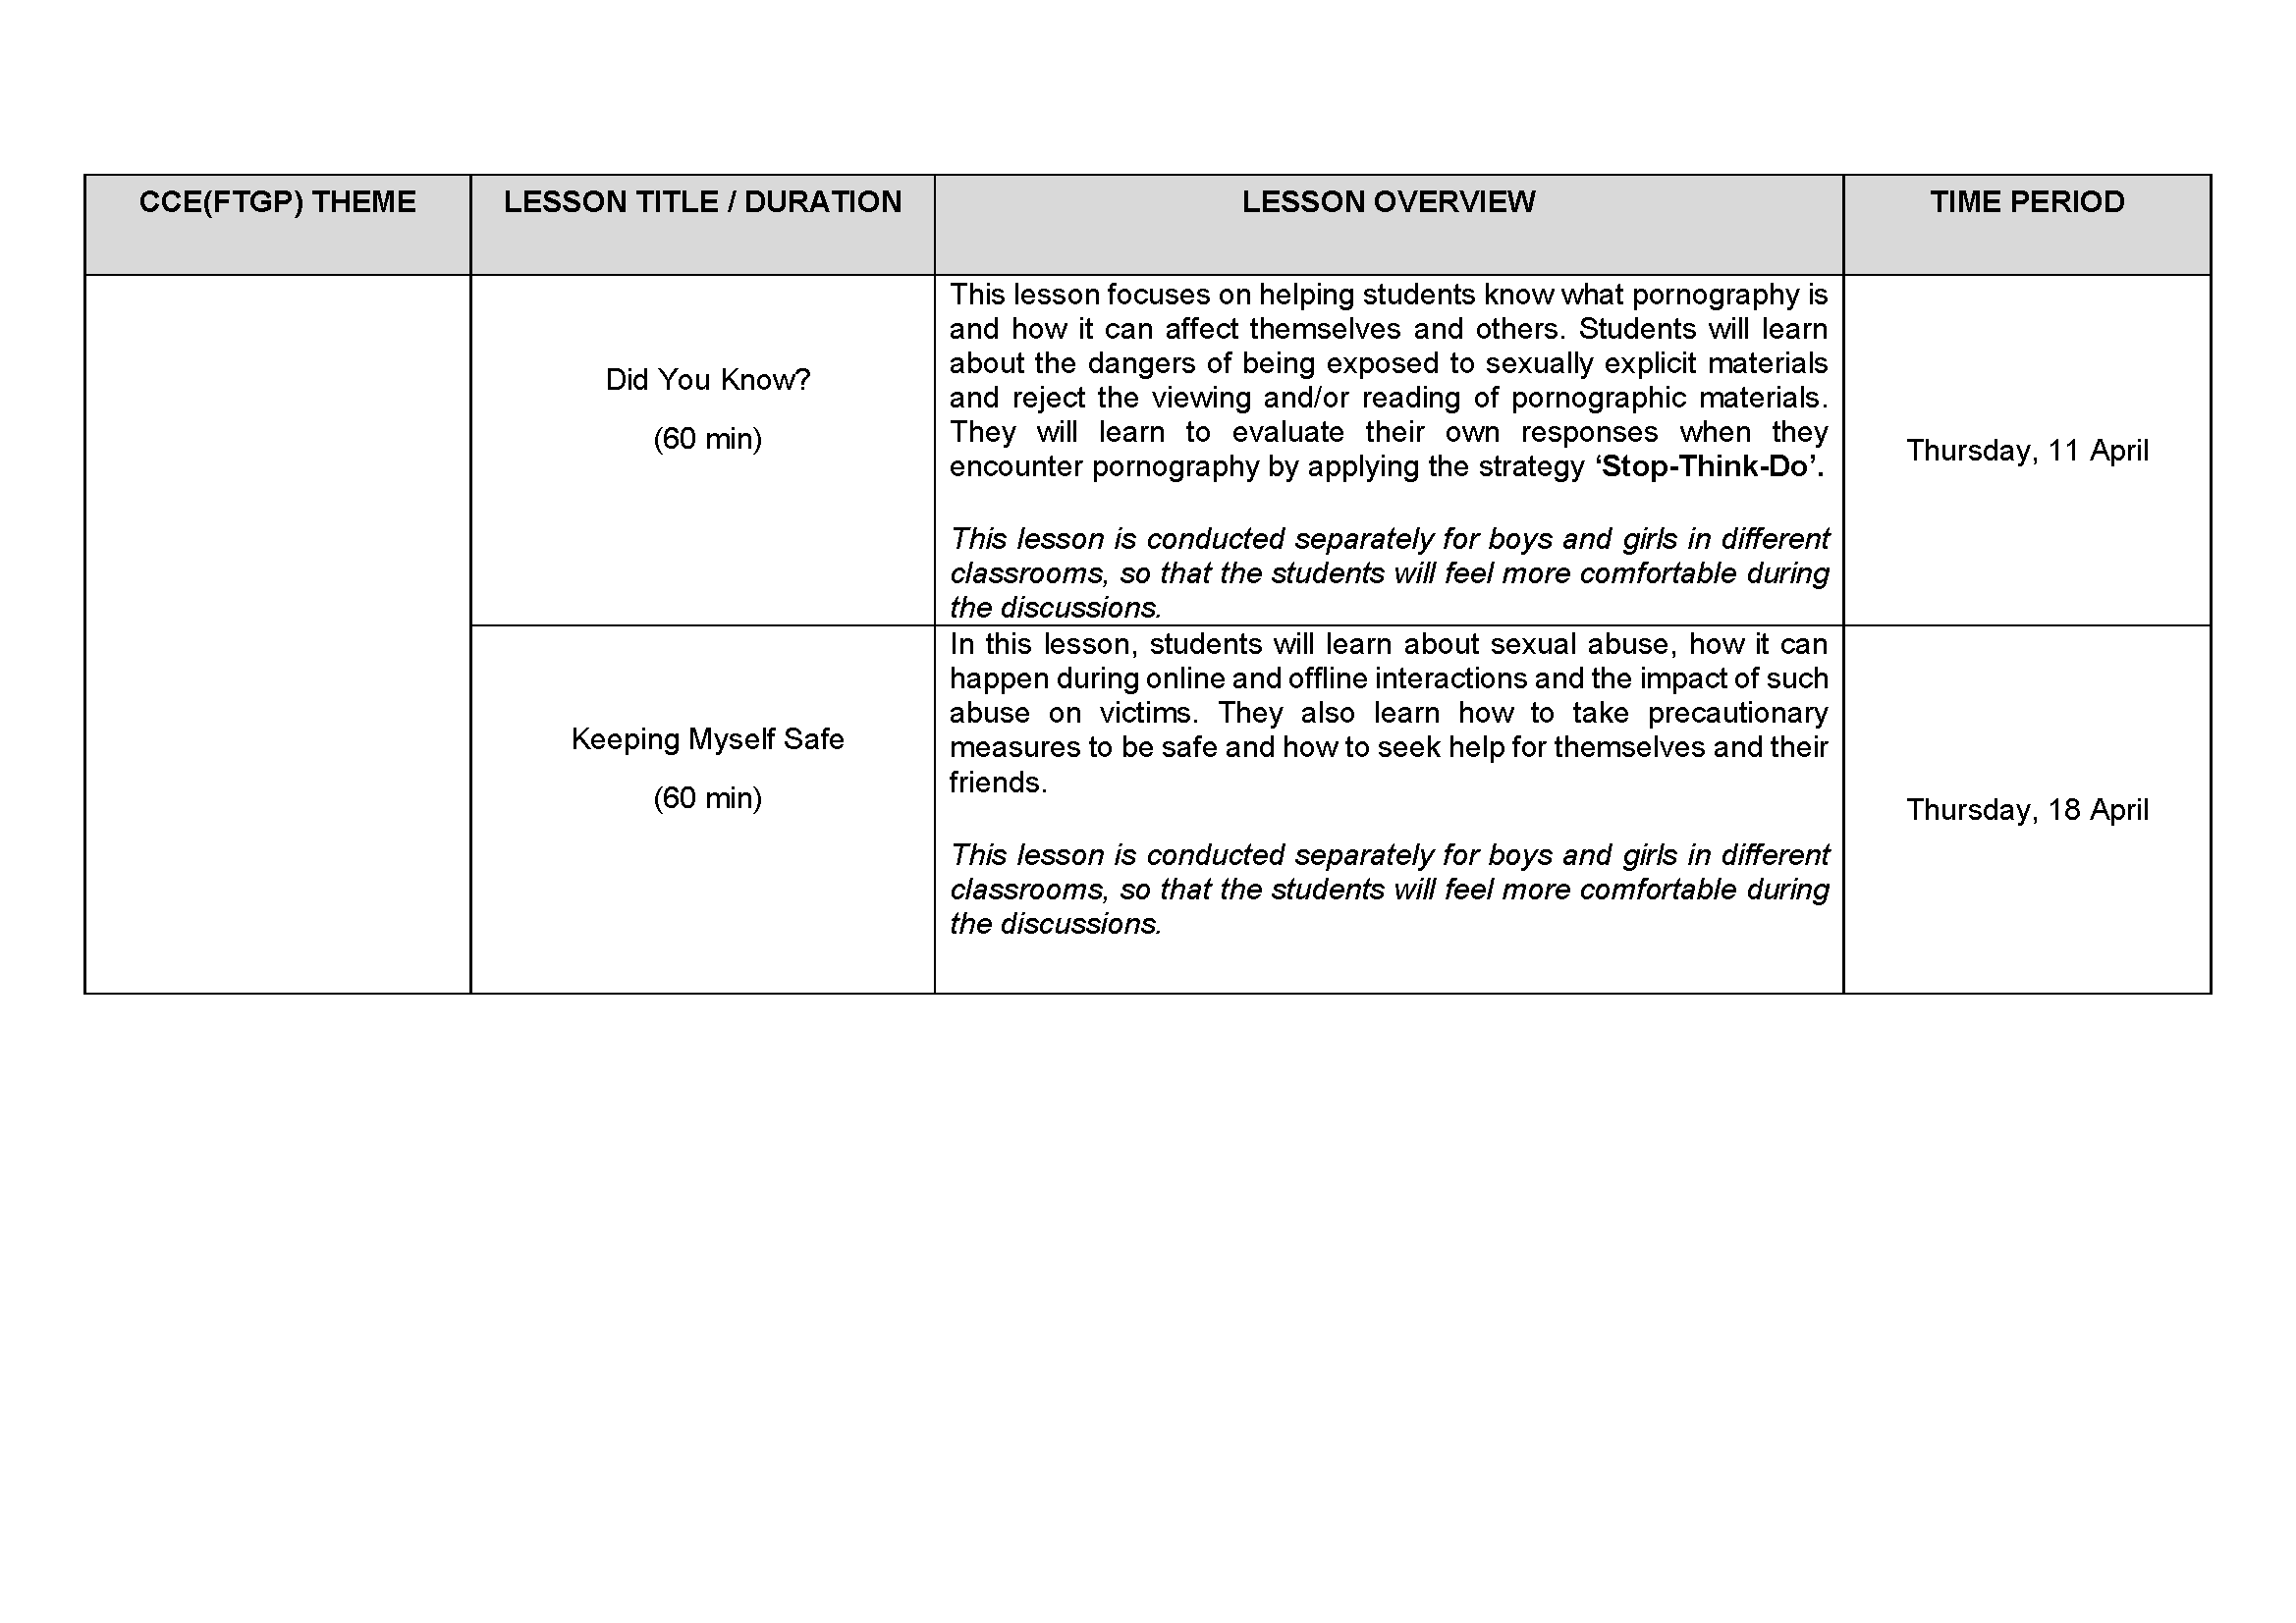 CCE(FTGP) THEME
LESSON TITLE / DURATION
LESSON OVERVIEW
TIME PERIOD
Did You Know?
(60 min)
This lesson focuses on helping students know what pornography is
and how it can affect themselves and others. Students will learn
about the dangers of being exposed to sexually explicit materials
and reject the viewing and/or reading of pornographic materials.
They will learn to evaluate their own responses when they
encounter pornography by applying the strategy ‘Stop-Think-Do’.
This lesson is conducted separately for boys and girls in different
classrooms, so that the students will feel more comfortable during
the discussions.
Thursday, 11 April
Keeping Myself Safe
(60 min)
In this lesson, students will learn about sexual abuse, how it can
happen during online and offline interactions and the impact of such
abuse on victims. They also learn how to take precautionary
measures to be safe and how to seek help for themselves and their
friends.
This lesson is conducted separately for boys and girls in different
classrooms, so that the students will feel more comfortable during
the discussions.
Thursday, 18 April